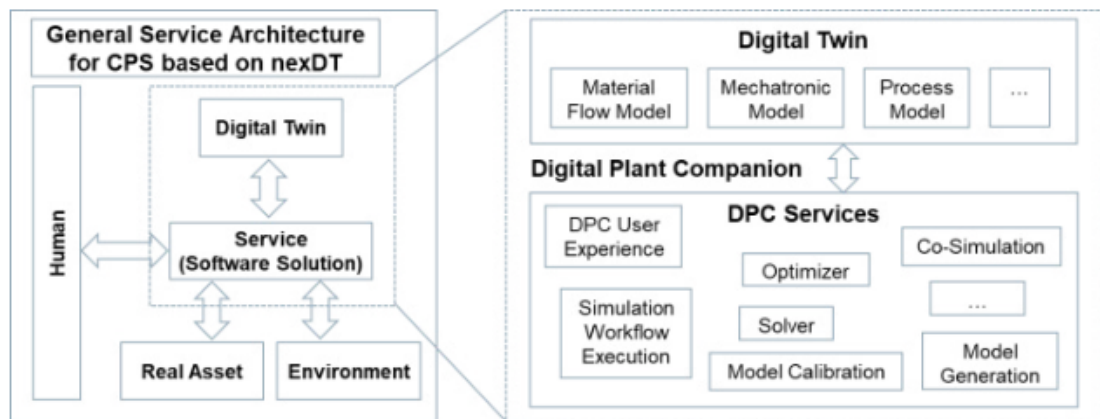 General Service Architecture
for CPS based on nexDT
Human
Digital Twin
Service
(Software Solution)
Real Asset
Environment
Digital Twin
Material
Flow Model
Mechatronic
Model
Process
Model
...
Digital Plant Companion
DPC Services
DPC User
Experience
Simulation
Workflow
Execution
Optimizer
Solver
Model Calibration
Co-Simulation
...
Model
Generation